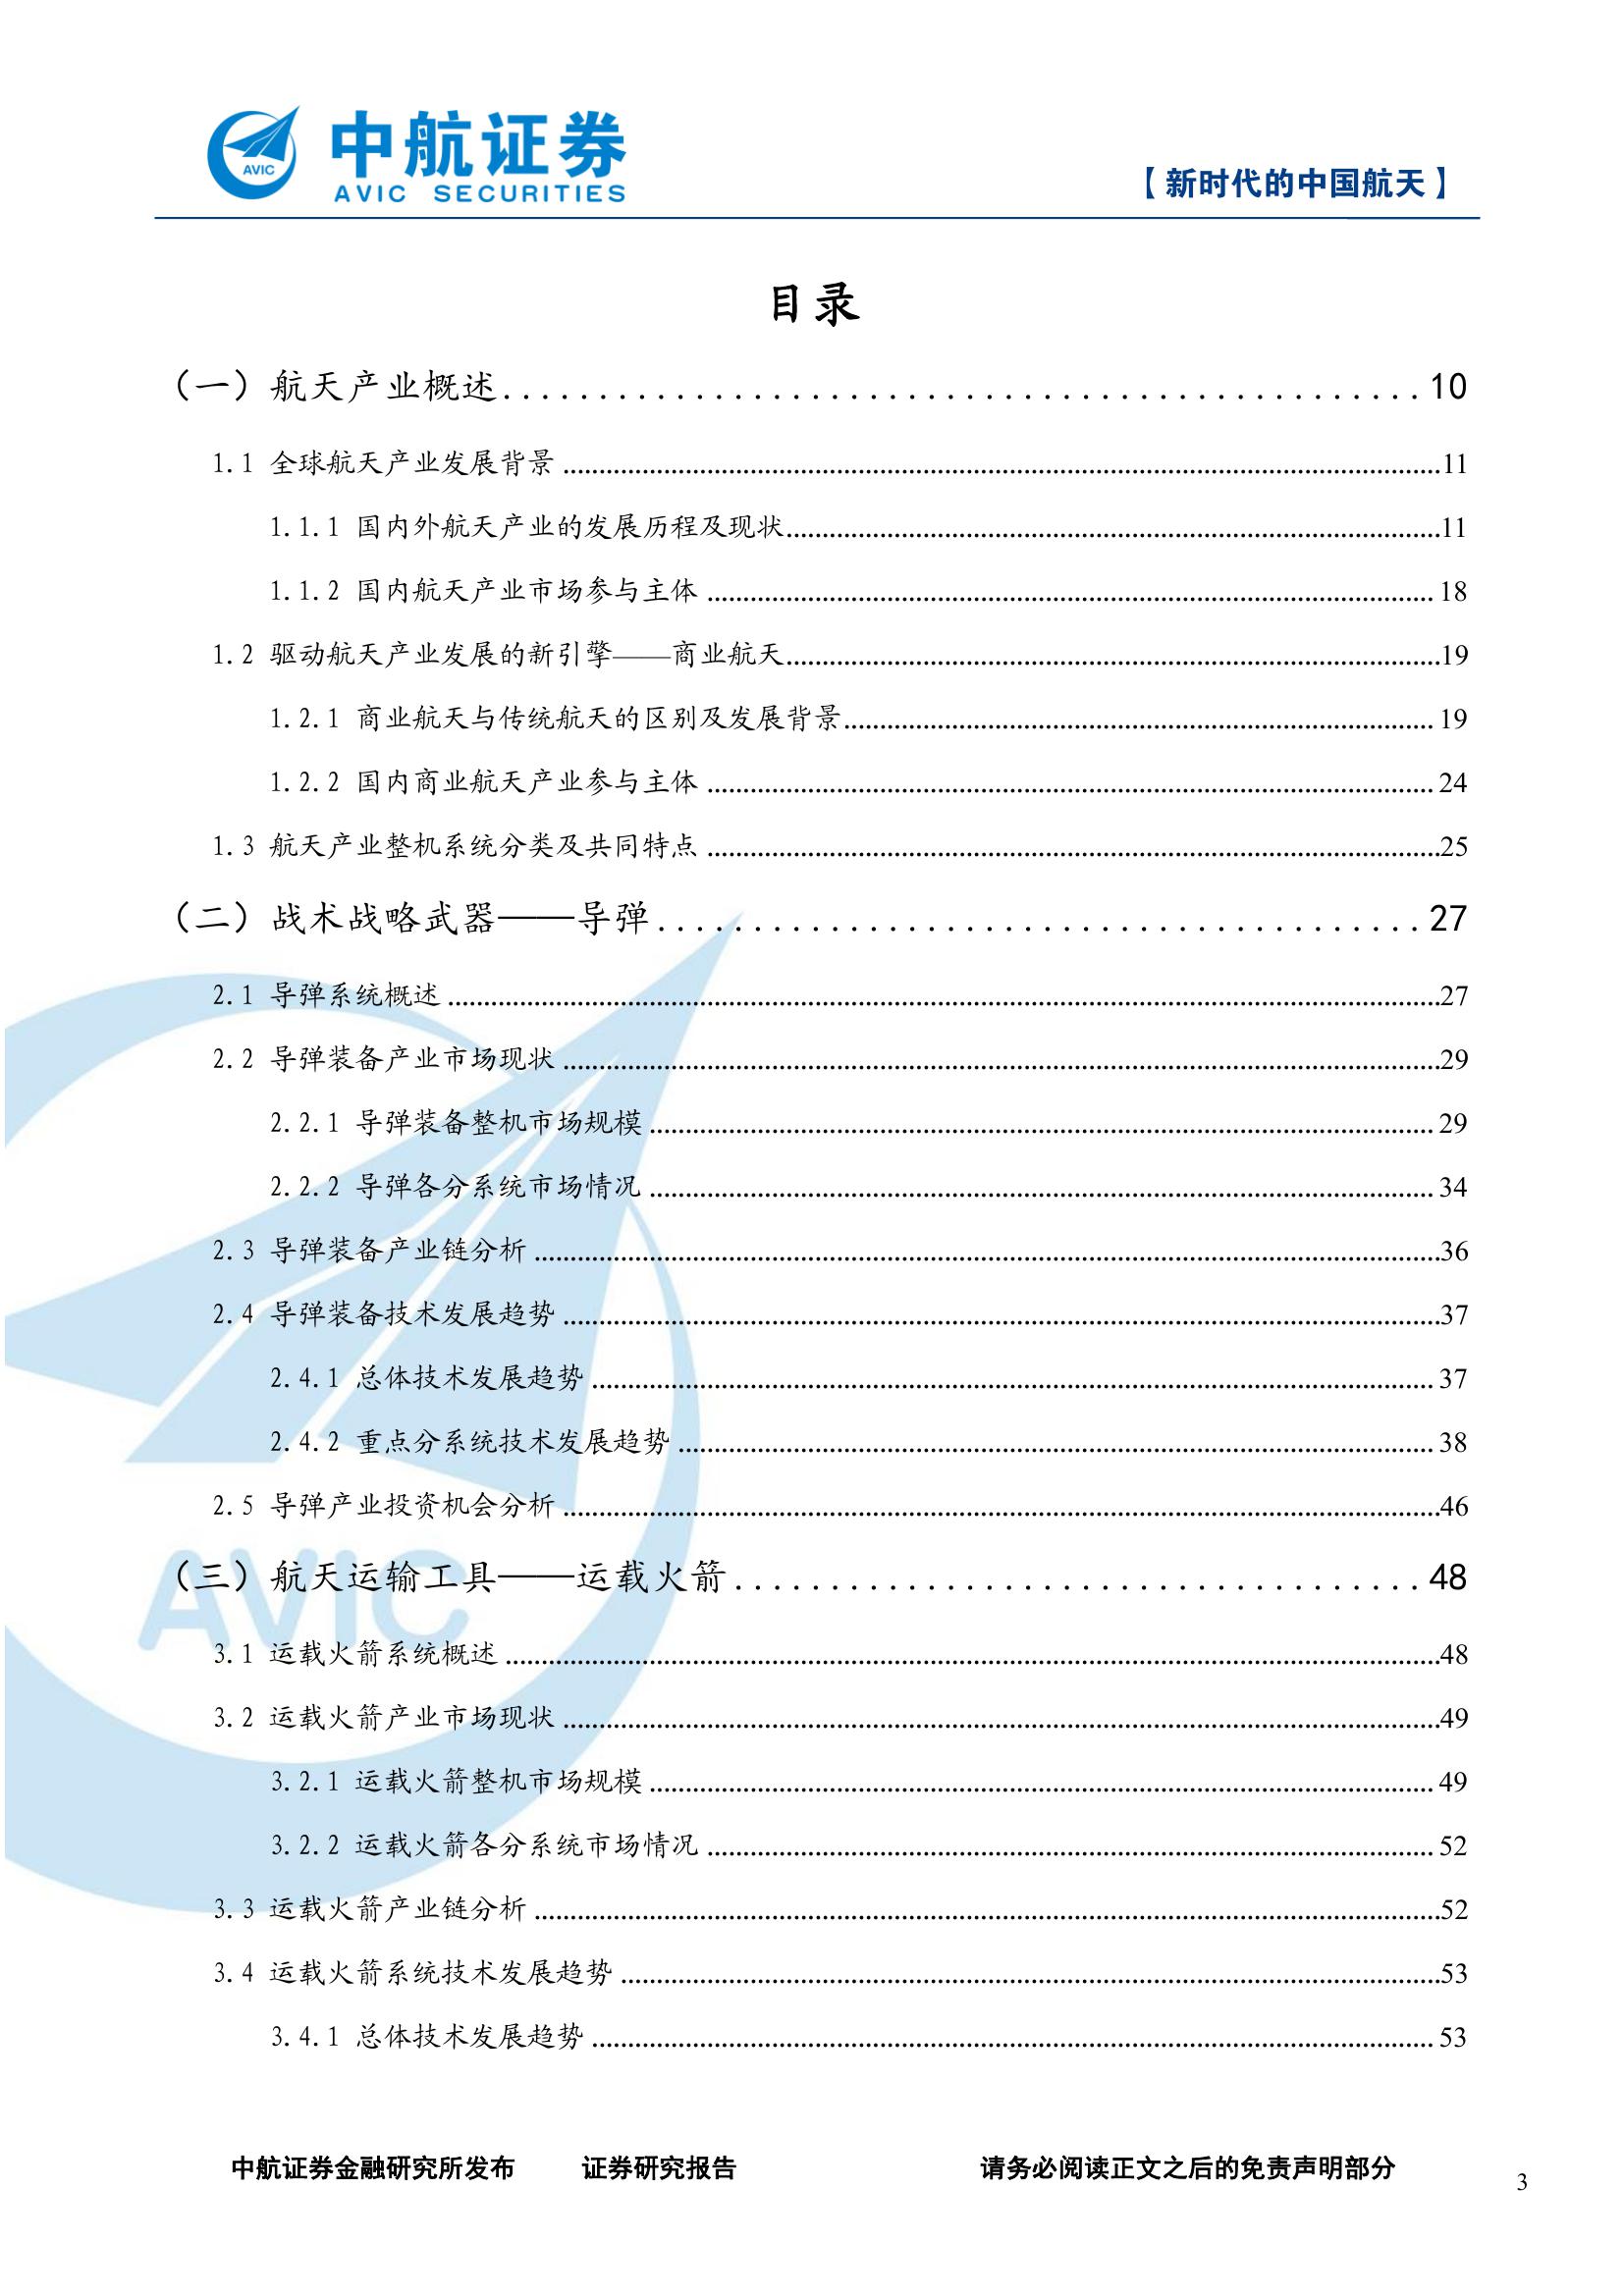 AVIC
中航证券
AVIC SECURITIES
【新时代的中国航天】
目录
（一）航天产业概述................................................10
1.1 全球航天产业发展背景................................................11
1.1.1 国内外航天产业的发展历程及现状................................................11
1.1.2 国内航天产业市场参与主体................................................18
1.2 驱动航天产业发展的新引擎——商业航天................................................19
1.2.1 商业航天与传统航天的区别及发展背景................................................19
1.2.2 国内商业航天产业参与主体................................................24
1.3 航天产业整机系统分类及共同特点................................................25
（二）战术战略武器——导弹................................................27
2.1 导弹系统概述................................................27
2.2 导弹装备产业市场现状................................................29
2.2.1 导弹装备整机市场规模................................................29
2.2.2 导弹各分系统市场情况................................................34
2.3 导弹装备产业链分析................................................36
2.4 导弹装备技术发展趋势................................................37
2.4.1 总体技术发展趋势................................................37
2.4.2 重点分系统技术发展趋势................................................38
2.5 导弹产业投资机会分析................................................46
AVIC
（三）航天运输工具——运载火箭................................................48
3.1 运载火箭系统概述................................................48
3.2 运载火箭产业市场现状................................................49
3.2.1 运载火箭整机市场规模................................................49
3.2.2 运载火箭各分系统市场情况................................................52
3.3 运载火箭产业链分析................................................52
3.4 运载火箭系统技术发展趋势................................................53
3.4.1 总体技术发展趋势................................................53
中航证券金融研究所发布 证券研究报告 请务必阅读正文之后的免责声明部分
3